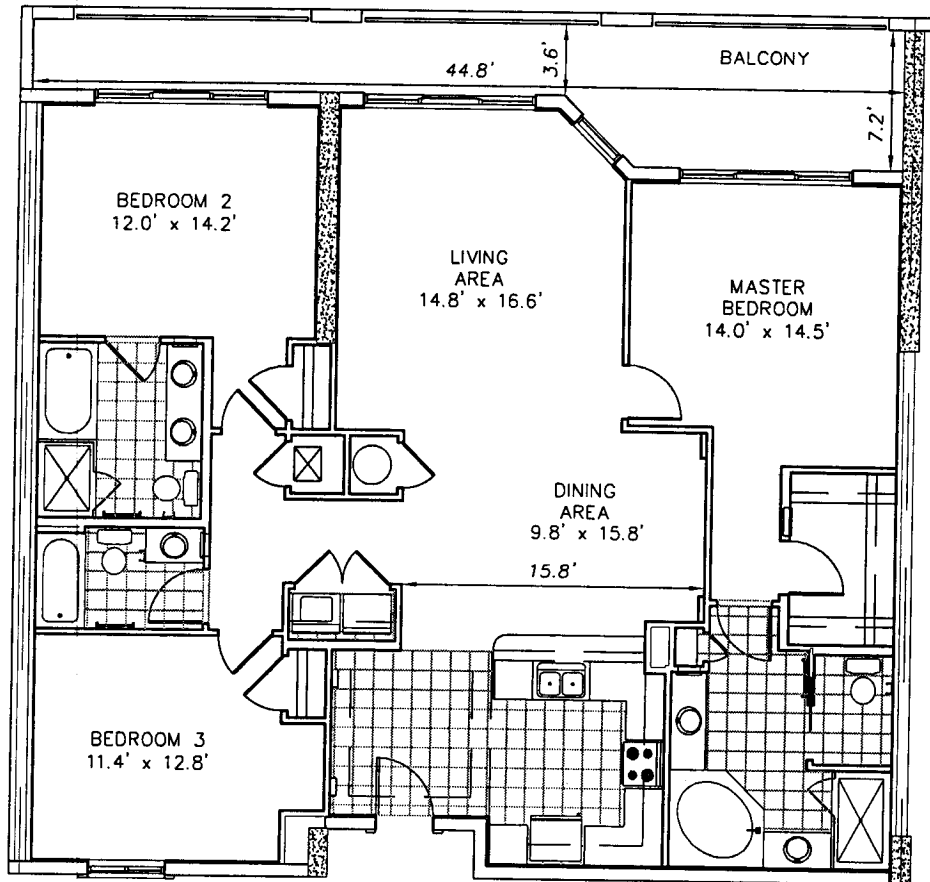 BALCONY
44.8'
3.6'
7.2'
BEDROOM 2
12.0' x 14.2'
LIVING
AREA
14.8' x 16.6'
MASTER
BEDROOM
14.0' x 14.5'
DINING
AREA
9.8' x 15.8'
15.8'
BEDROOM 3
11.4' x 12.8'